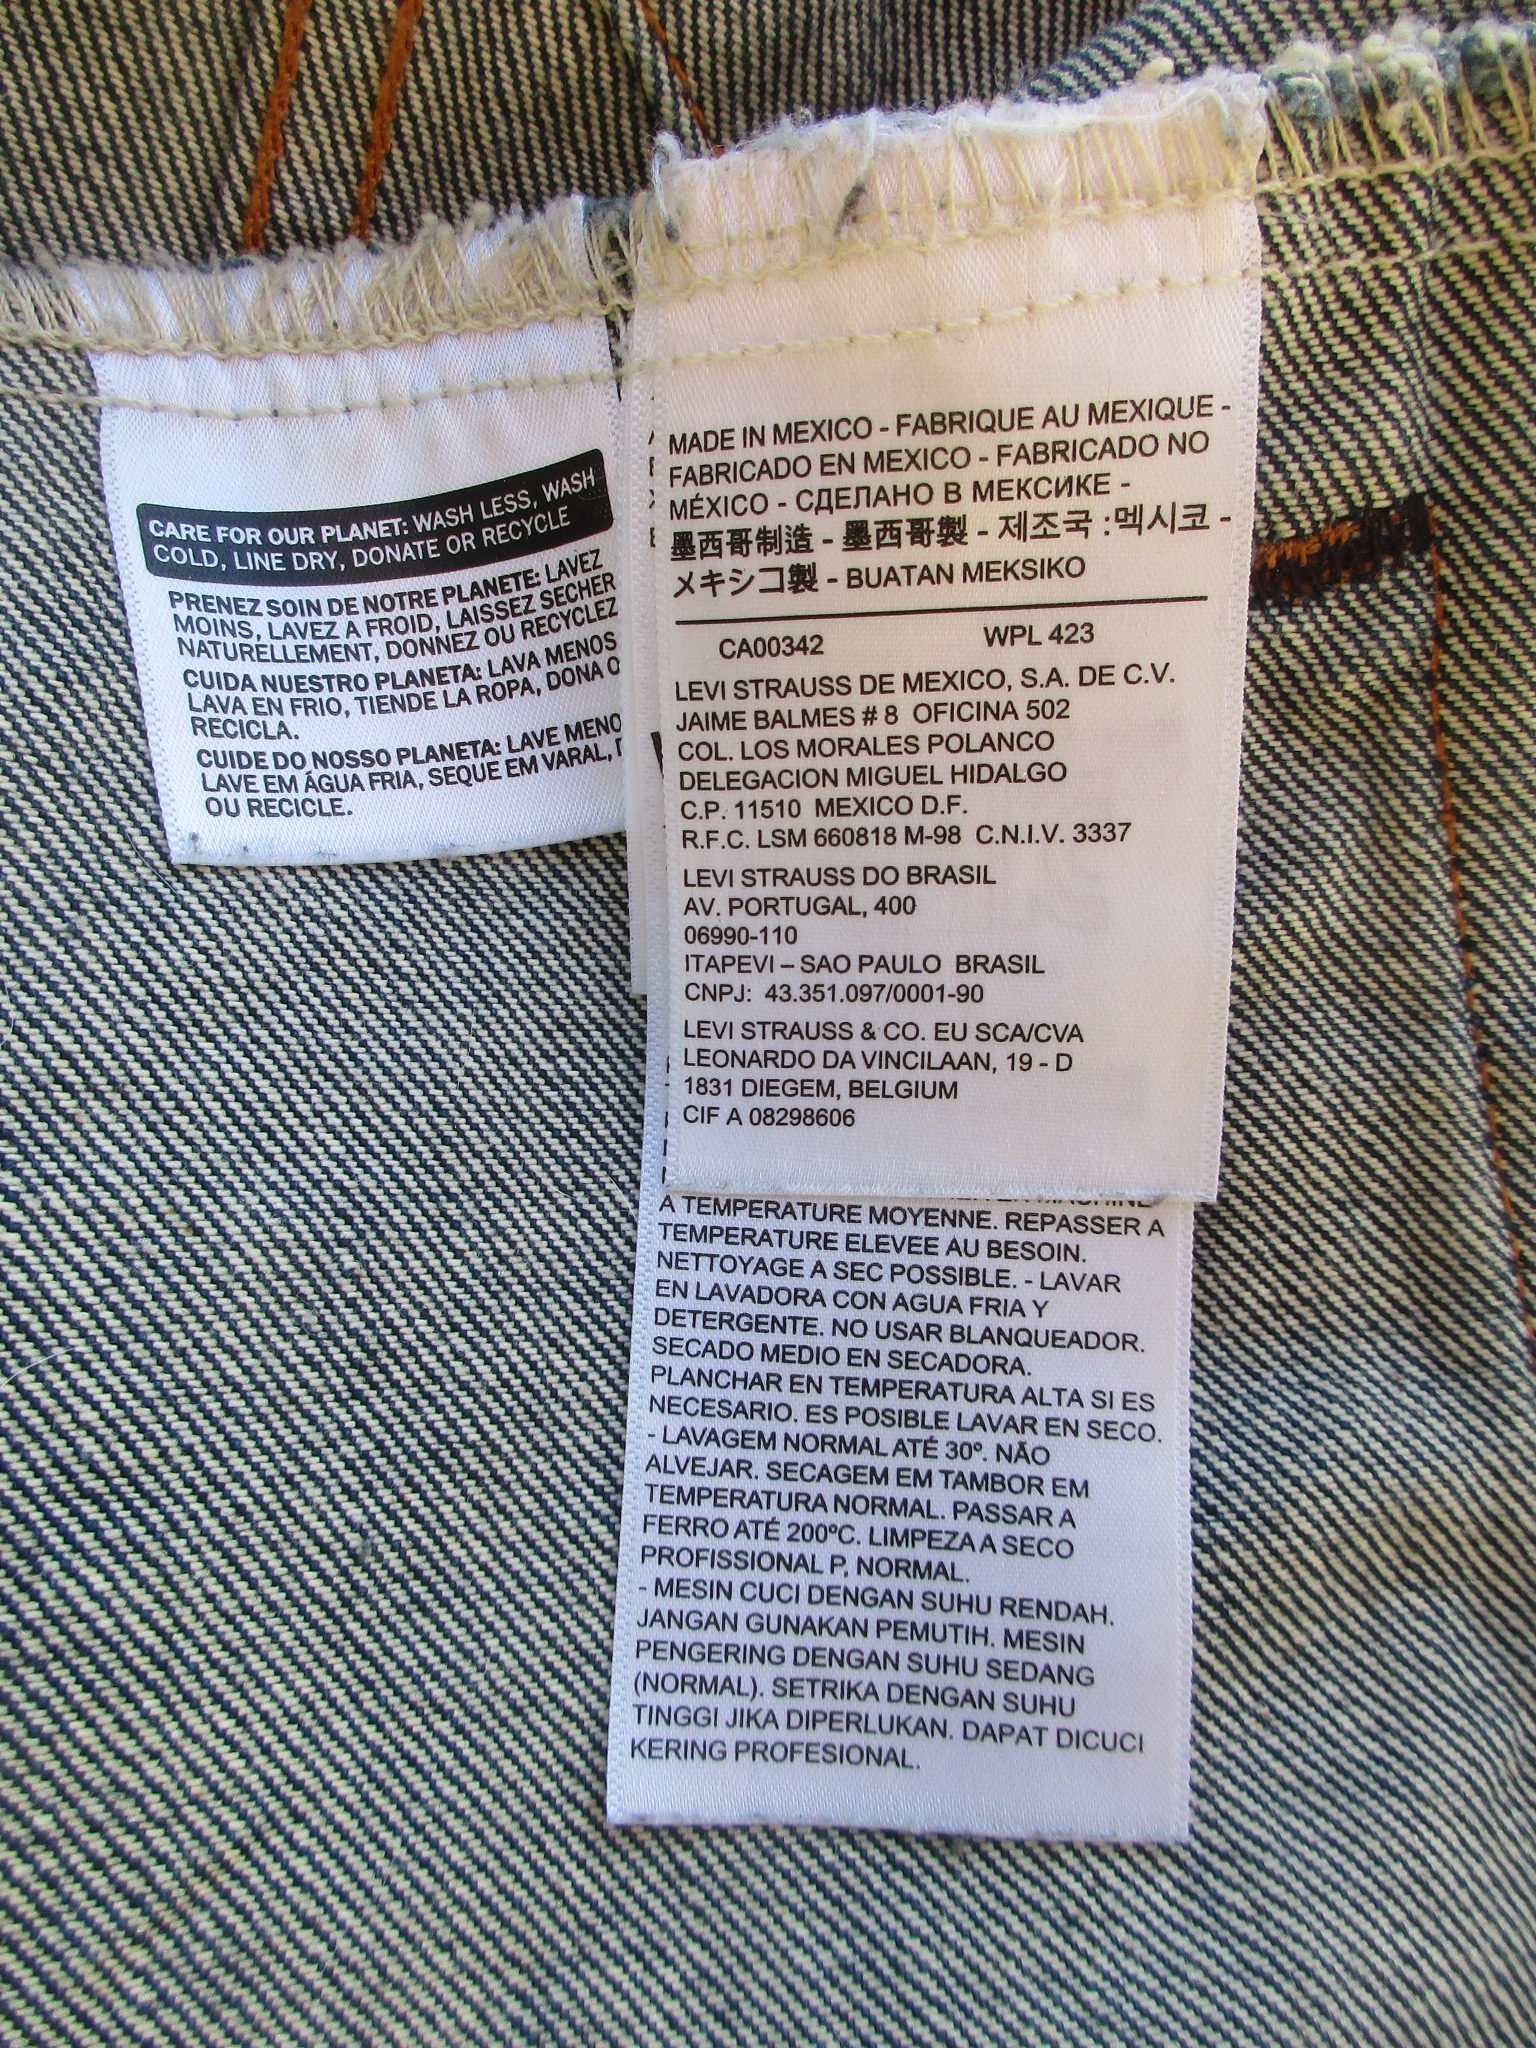 CARE FOR OUR PLANET: WASH LESS, WASH
COLD, LINE DRY, DONATE OR RECYCLE
PRENEZ SOIN DE NOTRE PLANETE: LAVEZ
MOINS, LAVEZ A FROID, LAISSEZ SECHER
NATURELLEMENT, DONNEZ OU RECYCLEZ
CUIDA NUESTRO PLANETA: LAVA MENOS
LAVA EN FRIO, TIENDE LA ROPA, DONA O
RECICLA.
CUIDE DO NOSSO PLANETA: LAVE MENO
LAVE EM ÁGUA FRIA, SEQUE EM VARAL,
OU RECICLE.
MADE IN MEXICO - FABRIQUE AU MEXIQUE -
FABRICADO EN MEXICO - FABRICADO NO
MÉXICO - СДЕЛАНО В МЕКСИКЕ -
墨西哥制造 - 墨西哥製 - 제조국 :멕시코 -
メキシコ製 - BUATAN MEKSIKO
CA00342 WPL 423
LEVI STRAUSS DE MEXICO, S.A. DE C.V.
JAIME BALMES # 8 OFICINA 502
COL. LOS MORALES POLANCO
DELEGACION MIGUEL HIDALGO
C.P. 11510 MEXICO D.F.
R.F.C. LSM 660818 M-98 C.N.I.V. 3337
LEVI STRAUSS DO BRASIL
AV. PORTUGAL, 400
06990-110
ITAPEVI – SAO PAULO BRASIL
CNPJ: 43.351.097/0001-90
LEVI STRAUSS & CO. EU SCA/CVA
LEONARDO DA VINCILAAN, 19 - D
1831 DIEGEM, BELGIUM
CIF A 08298606
A TEMPERATURE MOYENNE. REPASSER A
TEMPERATURE ELEVEE AU BESOIN.
NETTOYAGE A SEC POSSIBLE. - LAVAR
EN LAVADORA CON AGUA FRIA Y
DETERGENTE. NO USAR BLANQUEADOR.
SECADO MEDIO EN SECADORA.
PLANCHAR EN TEMPERATURA ALTA SI ES
NECESARIO. ES POSIBLE LAVAR EN SECO.
- LAVAGEM NORMAL ATÉ 30º. NÃO
ALVEJAR. SECAGEM EM TAMBOR EM
TEMPERATURA NORMAL. PASSAR A
FERRO ATÉ 200ºC. LIMPEZA A SECO
PROFISSIONAL P, NORMAL.
- MESIN CUCI DENGAN SUHU RENDAH.
JANGAN GUNAKAN PEMUTIH. MESIN
PENGERING DENGAN SUHU SEDANG
(NORMAL). SETRIKA DENGAN SUHU
TINGGI JIKA DIPERLUKAN. DAPAT DICUCI
KERING PROFESIONAL.